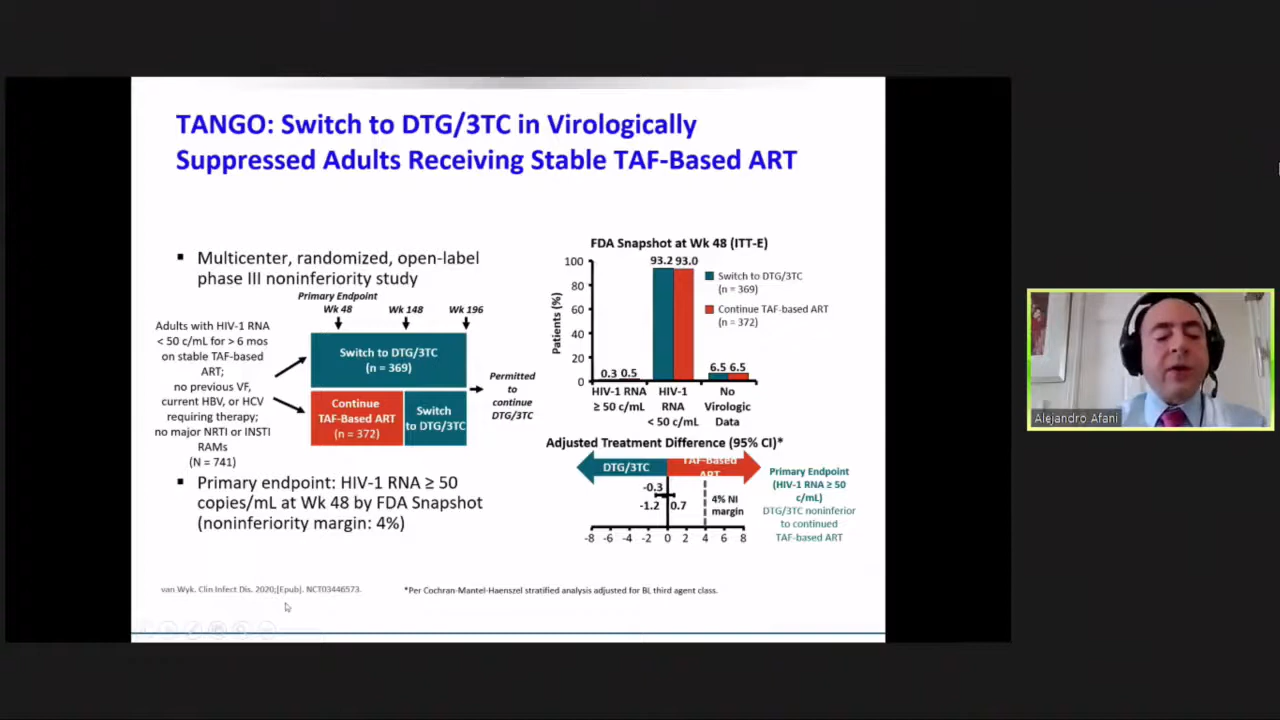 TANGO: Switch to DTG/3TC in Virologically
Suppressed Adults Receiving Stable TAF-Based ART
▪ Multicenter, randomized, open-label
phase III noninferiority study
Primary Endpoint
Wk 48 Wk 148 Wk 196
Adults with HIV-1 RNA
< 50 c/mL for > 6 mos
on stable TAF-based
ART;
no previous VF,
current HBV, or HCV
requiring therapy;
no major NRTI or INSTI
RAMs
(N = 741)
Switch to DTG/3TC
(n = 369)
Continue
TAF-Based ART
(n = 372)
Switch
to DTG/3TC
Permitted
to
continue
DTG/3TC
▪ Primary endpoint: HIV-1 RNA ≥ 50
copies/mL at Wk 48 by FDA Snapshot
(noninferiority margin: 4%)
FDA Snapshot at Wk 48 (ITT-E)
Patients (%)
100
80
60
40
20
0
0.3 0.5
93.2 93.0
6.5 6.5
HIV-1 RNA
≥ 50 c/mL
HIV-1
RNA
< 50 c/mL
No
Virologic
Data
Switch to DTG/3TC
(n = 369)
Continue TAF-based ART
(n = 372)
Adjusted Treatment Difference (95% CI)*
DTG/3TC
TAF-Based
ART
-0.3
-1.2 0.7
4% NI
margin
-8 -6 -4 -2 0 2 4 6 8
Primary Endpoint
(HIV-1 RNA ≥ 50
c/mL)
DTG/3TC noninferior
to continued
TAF-based ART
van Wyk. Clin Infect Dis. 2020;[Epub]. NCT03446573.
*Per Cochran-Mantel-Haenszel stratified analysis adjusted for BL third agent class.
Alejandro Afani